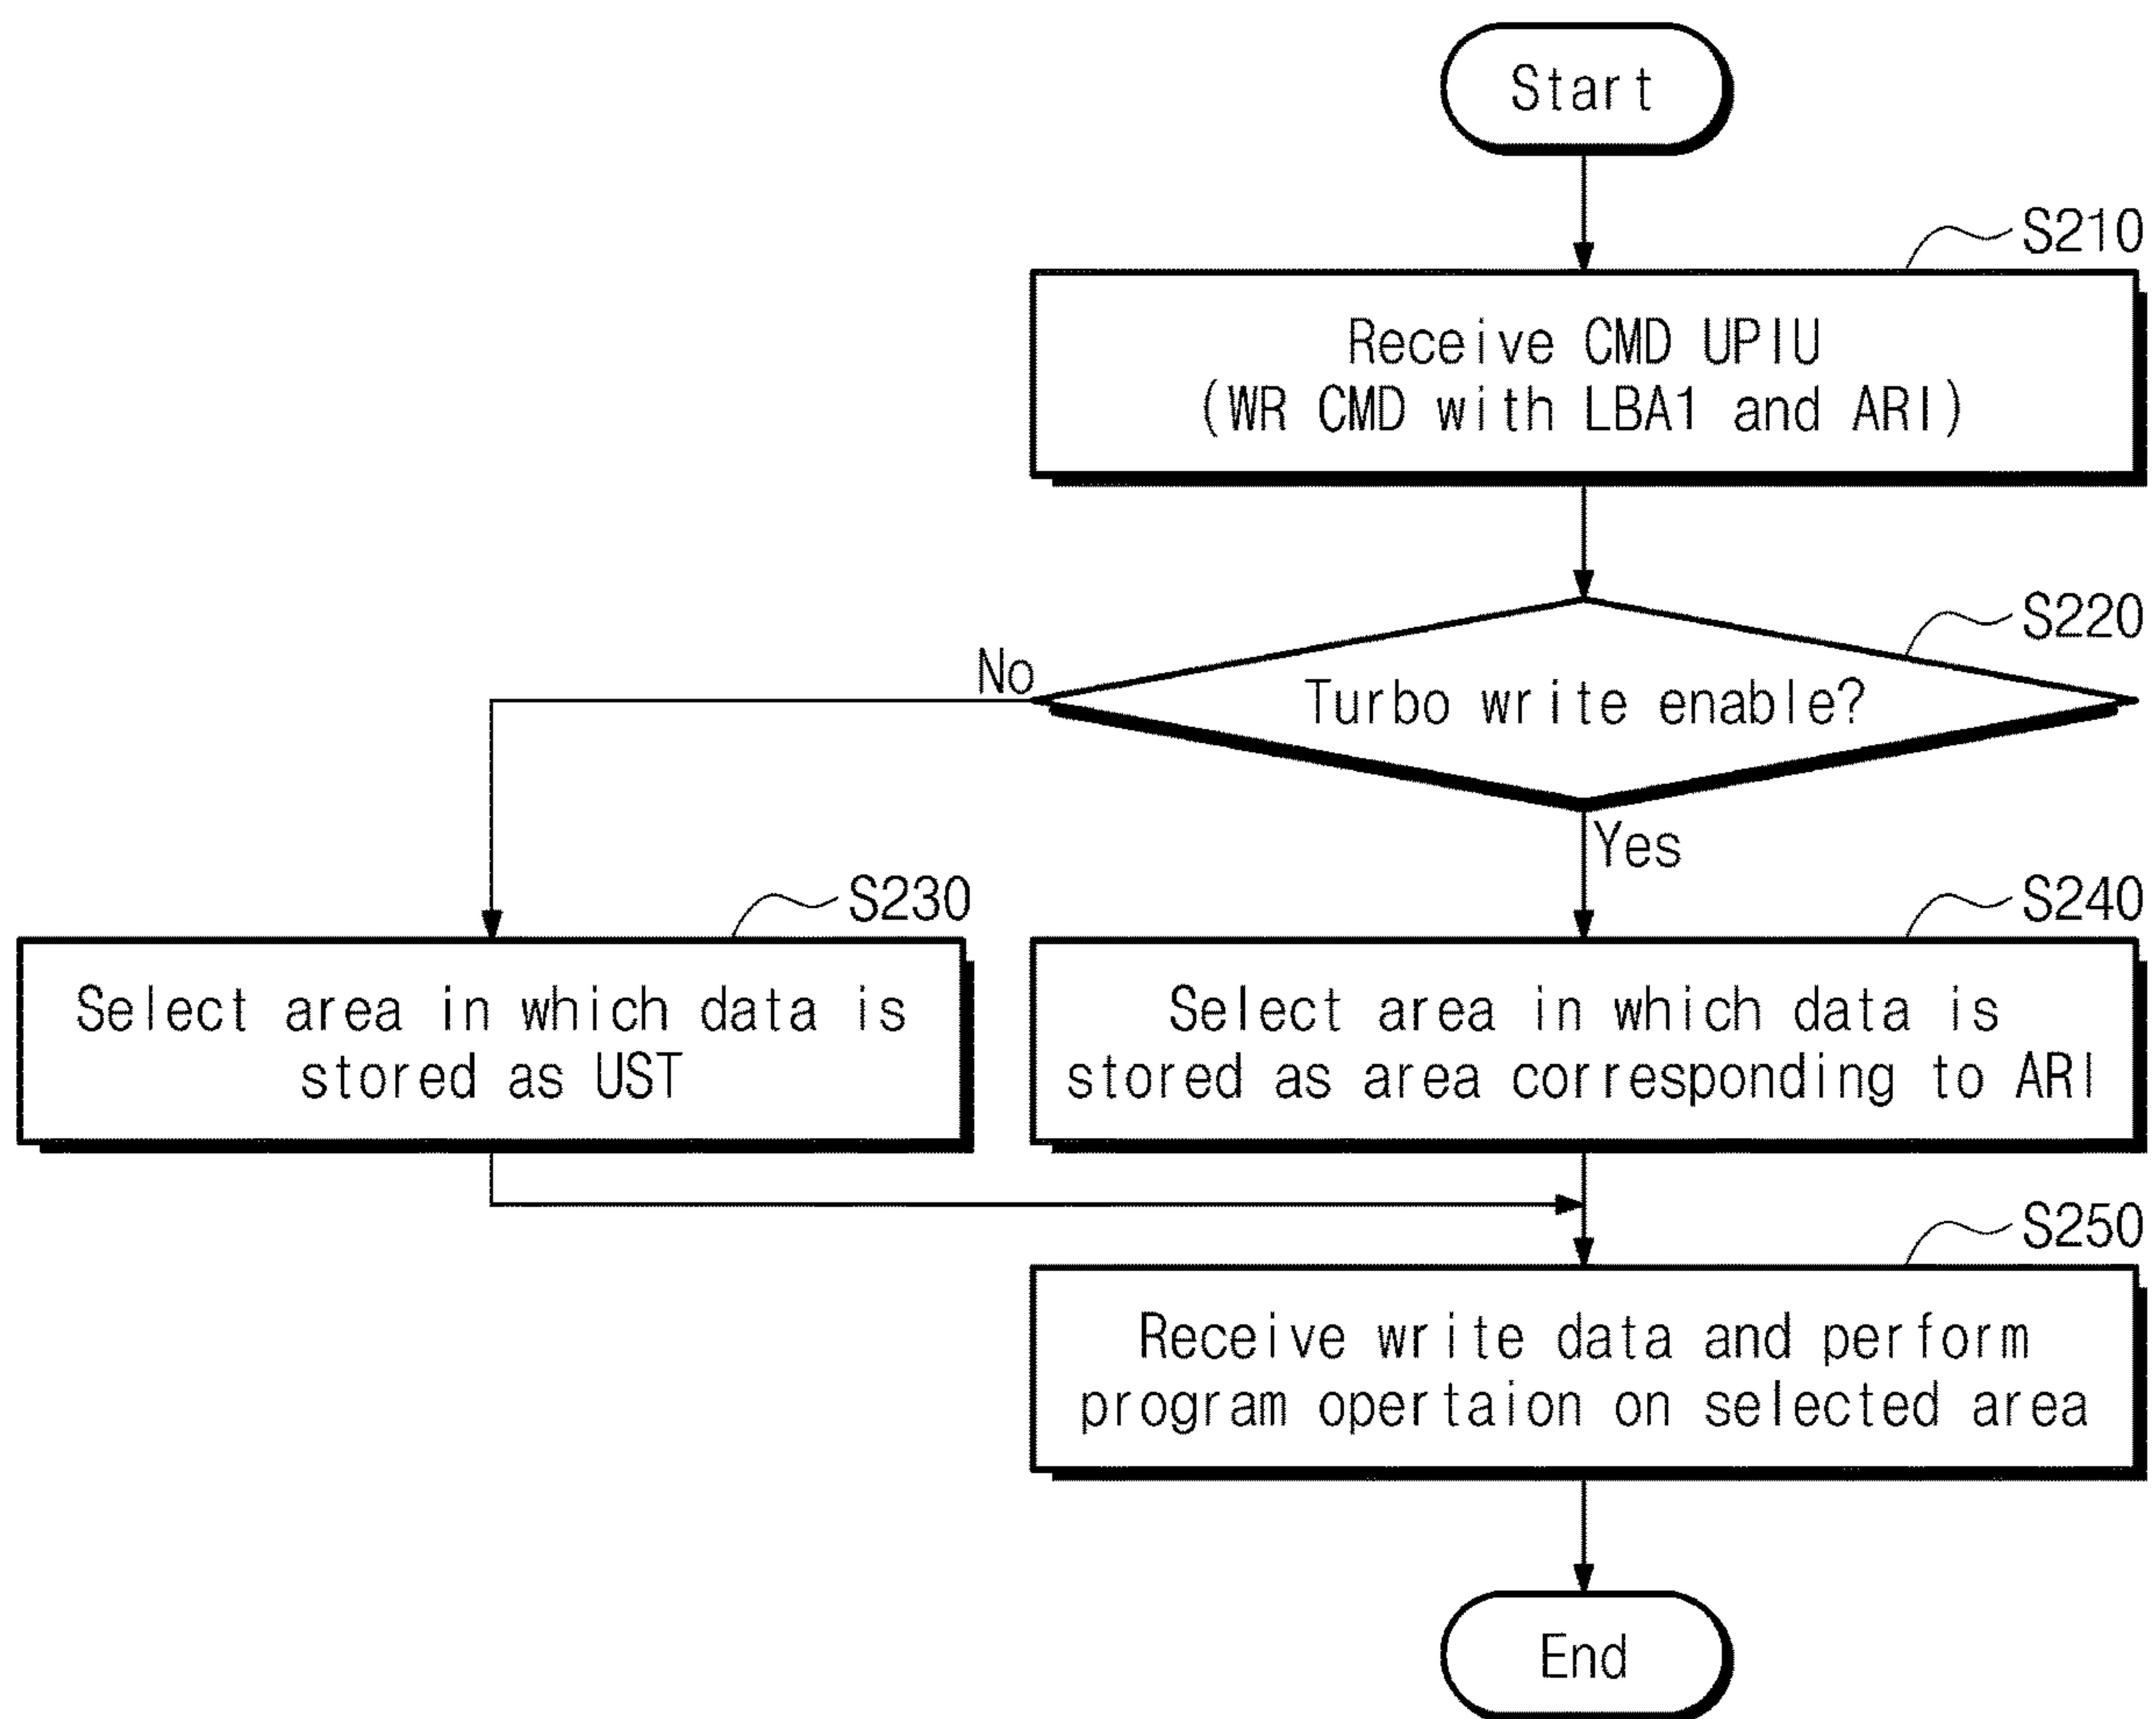 Start
S210
Receive CMD UPIU
(WR CMD with LBA1 and ARI)
S220
No
Turbo write enable?
Yes
S230
S240
Select area in which data is
stored as UST
Select area in which data is
stored as area corresponding to ARI
S250
Receive write data and perform
program opertaion on selected area
End